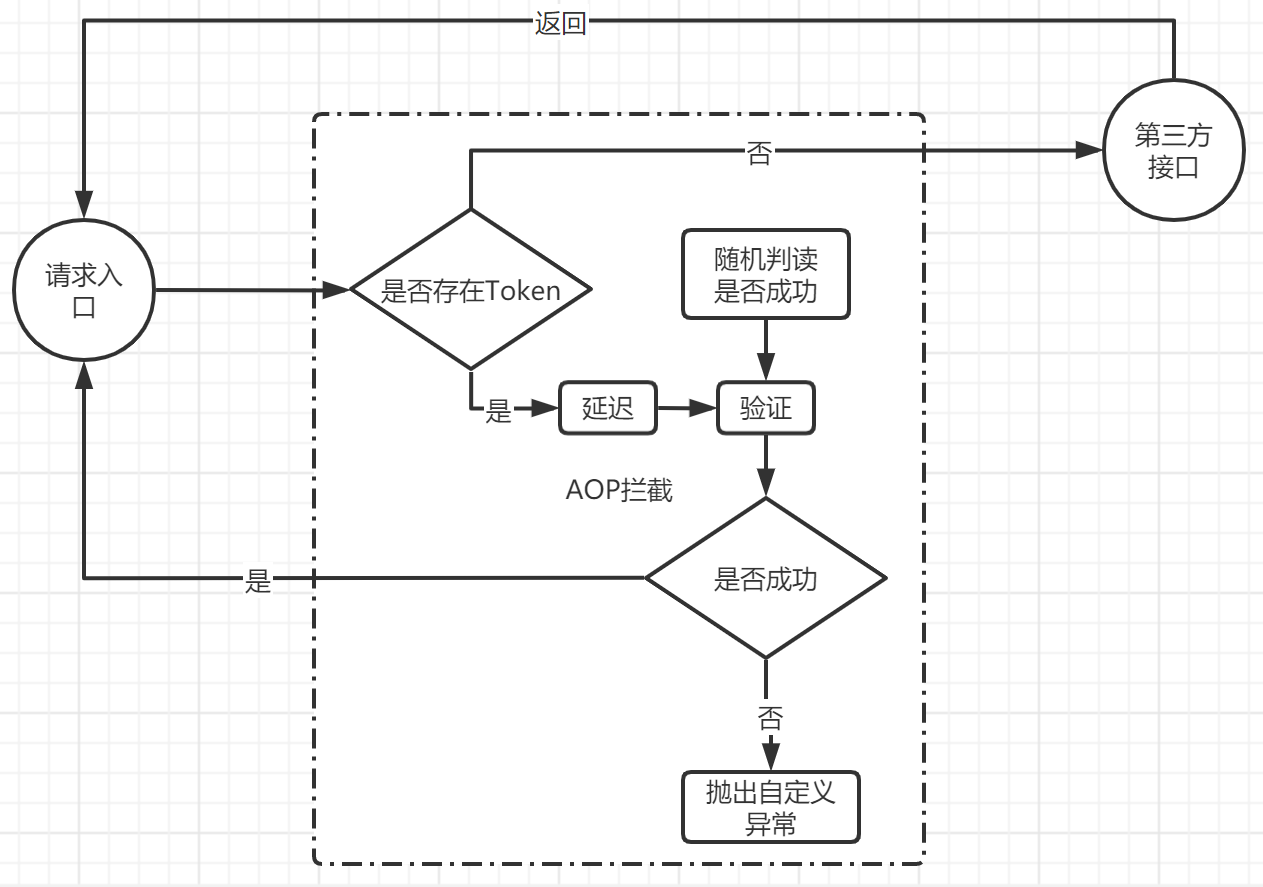 返回
第三方
接口
否
请求入
口
是否存在Token
随机判读
是否成功
是
延迟
验证
AOP拦截
是
是否成功
否
抛出自定义
异常